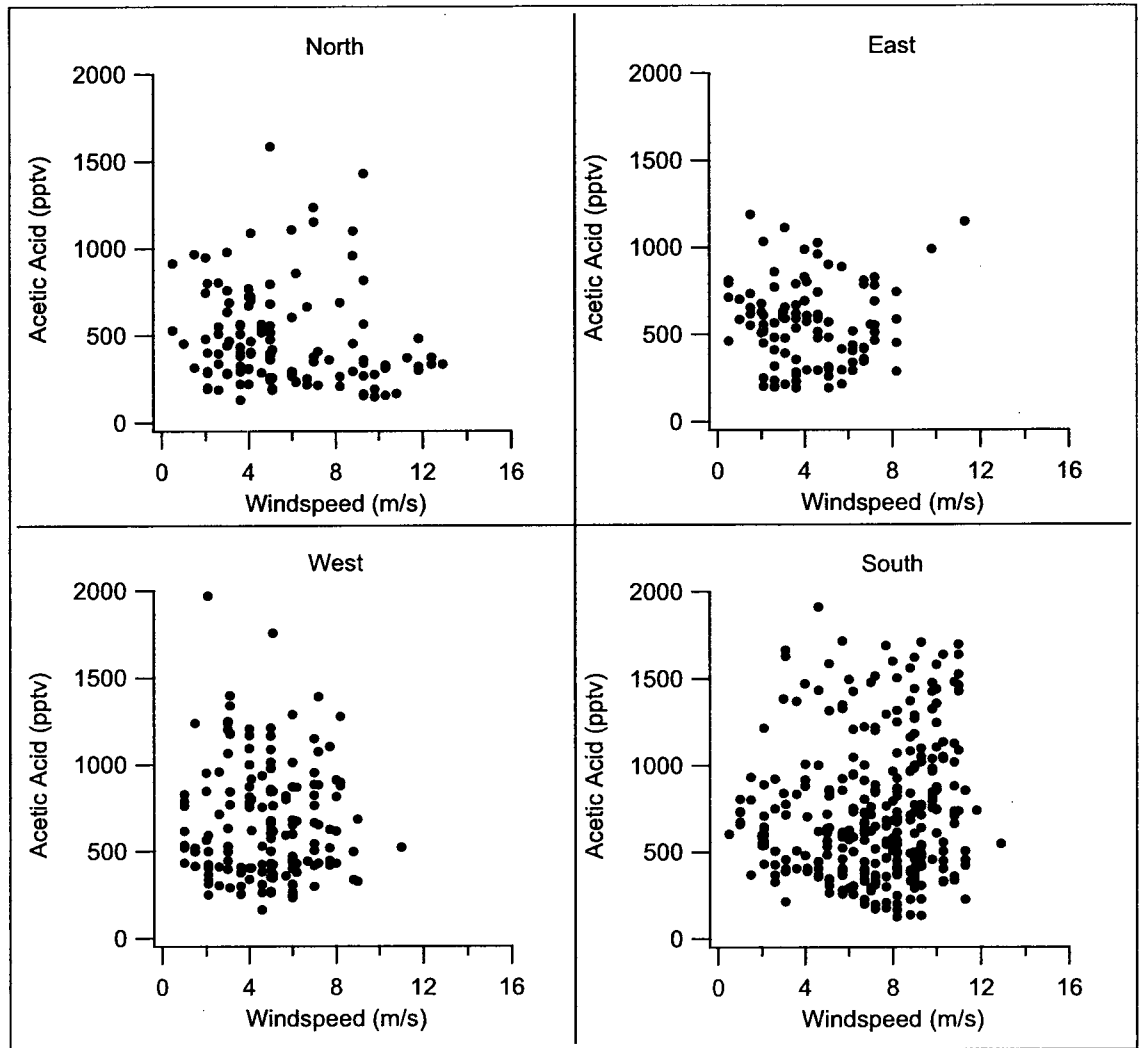 North
2000
1500
1000
500
0
Acetic Acid (pptv)
0 4 8 12 16
Windspeed (m/s)
East
2000
1500
1000
500
0
Acetic Acid (pptv)
0 4 8 12 16
Windspeed (m/s)
West
2000
1500
1000
500
0
Acetic Acid (pptv)
0 4 8 12 16
Windspeed (m/s)
South
2000
1500
1000
500
0
Acetic Acid (pptv)
0 4 8 12 16
Windspeed (m/s)